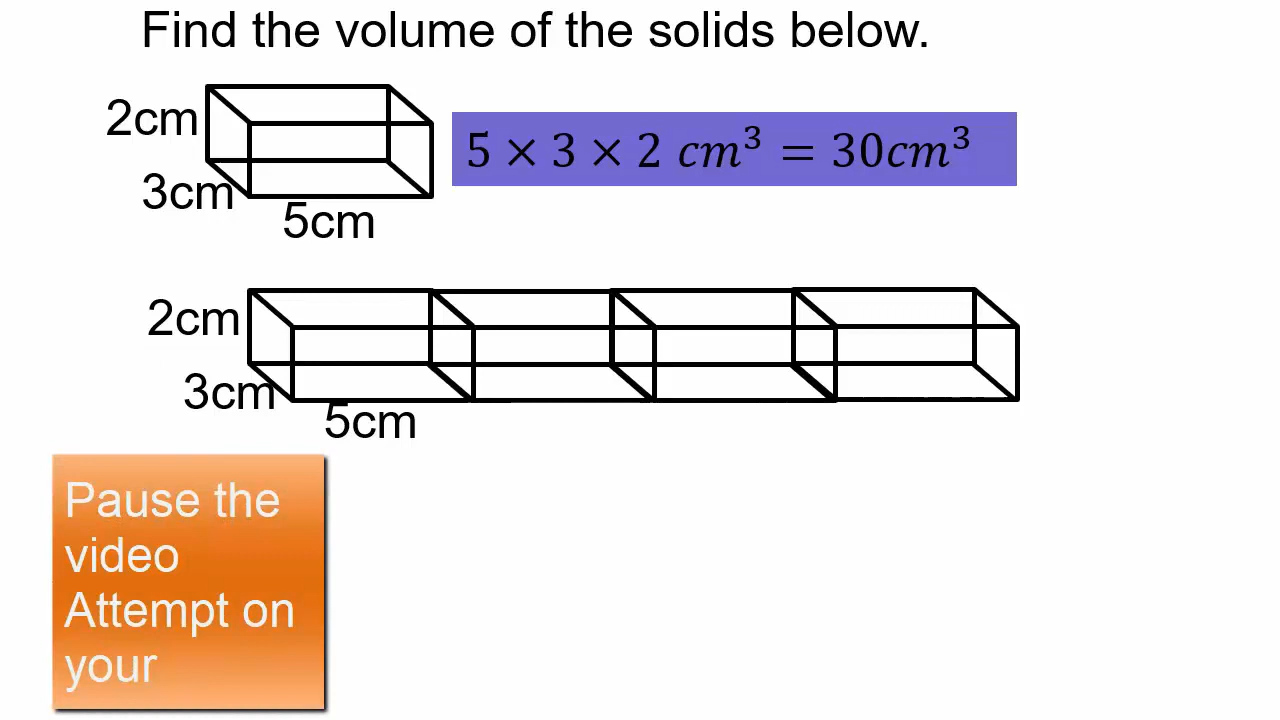 Find the volume of the solids below.
2cm
5 × 3 × 2 cm³ = 30cm³
3cm
5cm
2cm
3cm
5cm
Pause the
video
Attempt on
your